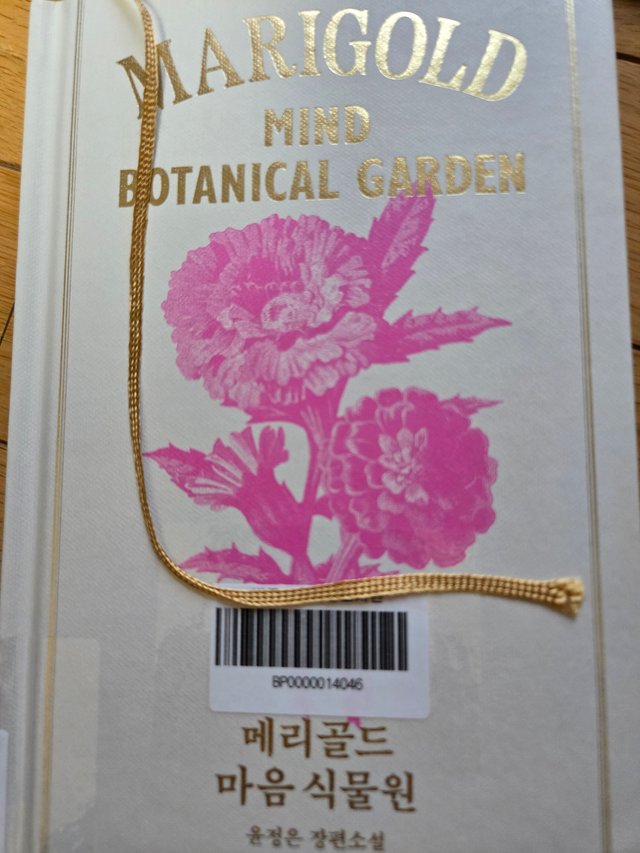 MARIGOLD
MIND
BOTANICAL GARDEN
BP0000014046
메리골드
마음 식물원
윤정은 장편소설